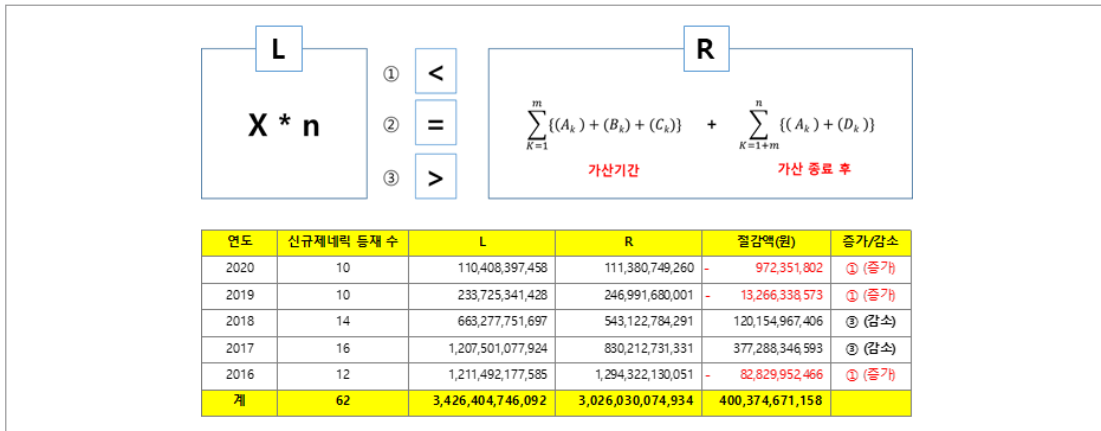 L
R
① <
X * n ② =
③ >
m n
∑{(A_k) + (B_k) + (C_k)} + ∑{( A_k) + (D_k)}
K=1 K=1+m
가산기간 가산 종료 후
연도 신규제네릭 등재 수 L R 절감액(원) 증가/감소
2020 10 110,408,397,458 111,380,749,260 - 972,351,802 ① (증가)
2019 10 233,725,341,428 246,991,680,001 - 13,266,338,573 ① (증가)
2018 14 663,277,751,697 543,122,784,291 120,154,967,406 ③ (감소)
2017 16 1,207,501,077,924 830,212,731,331 377,288,346,593 ③ (감소)
2016 12 1,211,492,177,585 1,294,322,130,051 - 82,829,952,466 ① (증가)
계 62 3,426,404,746,092 3,026,030,074,934 400,374,671,158